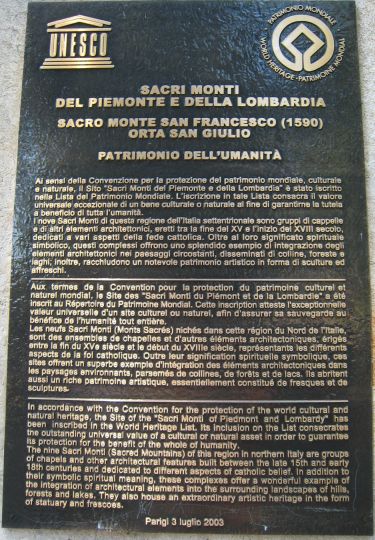 UNESCO
PATRIMONIO MONDIALE
WORLD HERITAGE • PATRIMOINE MONDIAL
SACRI MONTI
DEL PIEMONTE E DELLA LOMBARDIA
SACRO MONTE SAN FRANCESCO (1590)
ORTA SAN GIULIO
PATRIMONIO DELL'UMANITÀ
Ai sensi della Convenzione per la protezione del patrimonio mondiale, culturale
e naturale, il Sito "Sacri Monti del Piemonte e della Lombardia" è stato iscritto
nella Lista del Patrimonio Mondiale. L'iscrizione in tale Lista consacra il valore
universale eccezionale di un bene culturale o naturale al fine di garantirne la tutela
a beneficio di tutta l'umanità.
I nove Sacri Monti di questa regione dell'Italia settentrionale sono gruppi di cappelle
e di altri elementi architettonici, eretti tra la fine del XV e l'inizio del XVIII secolo,
dedicati a vari aspetti della fede cattolica. Oltre al loro significato spirituale
simbolico, questi complessi offrono uno splendido esempio di integrazione degli
elementi architettonici nei paesaggi circostanti, disseminati di colline, foreste e
laghi; inoltre, racchiudono un notevole patrimonio artistico in forma di sculture ed
affreschi.
Aux termes de la Convention pour la protection du patrimoine culturel et
naturel mondial, le Site des "Sacri Monti du Piémont et de la Lombardie" a été
inscrit au Répertoire du Patrimoine Mondial. Cette inscription atteste l'exceptionnelle
valeur universelle d'un site culturel ou naturel, afin d'assurer sa sauvegarde au
bénéfice de l'humanité tout entière.
Les neufs Sacri Monti (Monts Sacrés) nichés dans cette région du Nord de l'Italie,
sont des ensembles de chapelles et d'autres éléments architectoniques, érigés
entre la fin du XVe siècle et le début du XVIIIe siècle, représentants les différents
aspects de la foi catholique. Outre leur signification spirituelle symbolique, ces
sites offrent un superbe exemple d'intégration des éléments architectoniques dans
les paysages environnants, parsemés de collines, de forêts et de lacs. Ils abritent
aussi un riche patrimoine artistique, essentiellement constitué de fresques et de
sculptures.
In accordance with the Convention for the protection of the world cultural and
natural heritage, the Site of the "Sacri Monti of Piedmont and Lombardy" has
been inscribed in the World Heritage List. Its inclusion on the List consecrates
the outstanding universal value of a cultural or natural asset in order to guarantee
its protection for the benefit of the whole of humanity.
The nine Sacri Monti (Sacred Mountains) of this region in northern Italy are groups
of chapels and other architectural features built between the late 15th and early
18th centuries and dedicated to different aspects of catholic belief. In addition to
their symbolic spiritual meaning, these complexes offer a wonderful example of
the integration of architectural elements into the surrounding landscapes of hills,
forests and lakes. They also house an extraordinary artistic heritage in the form
of statuary and frescoes.
Parigi 3 luglio 2003